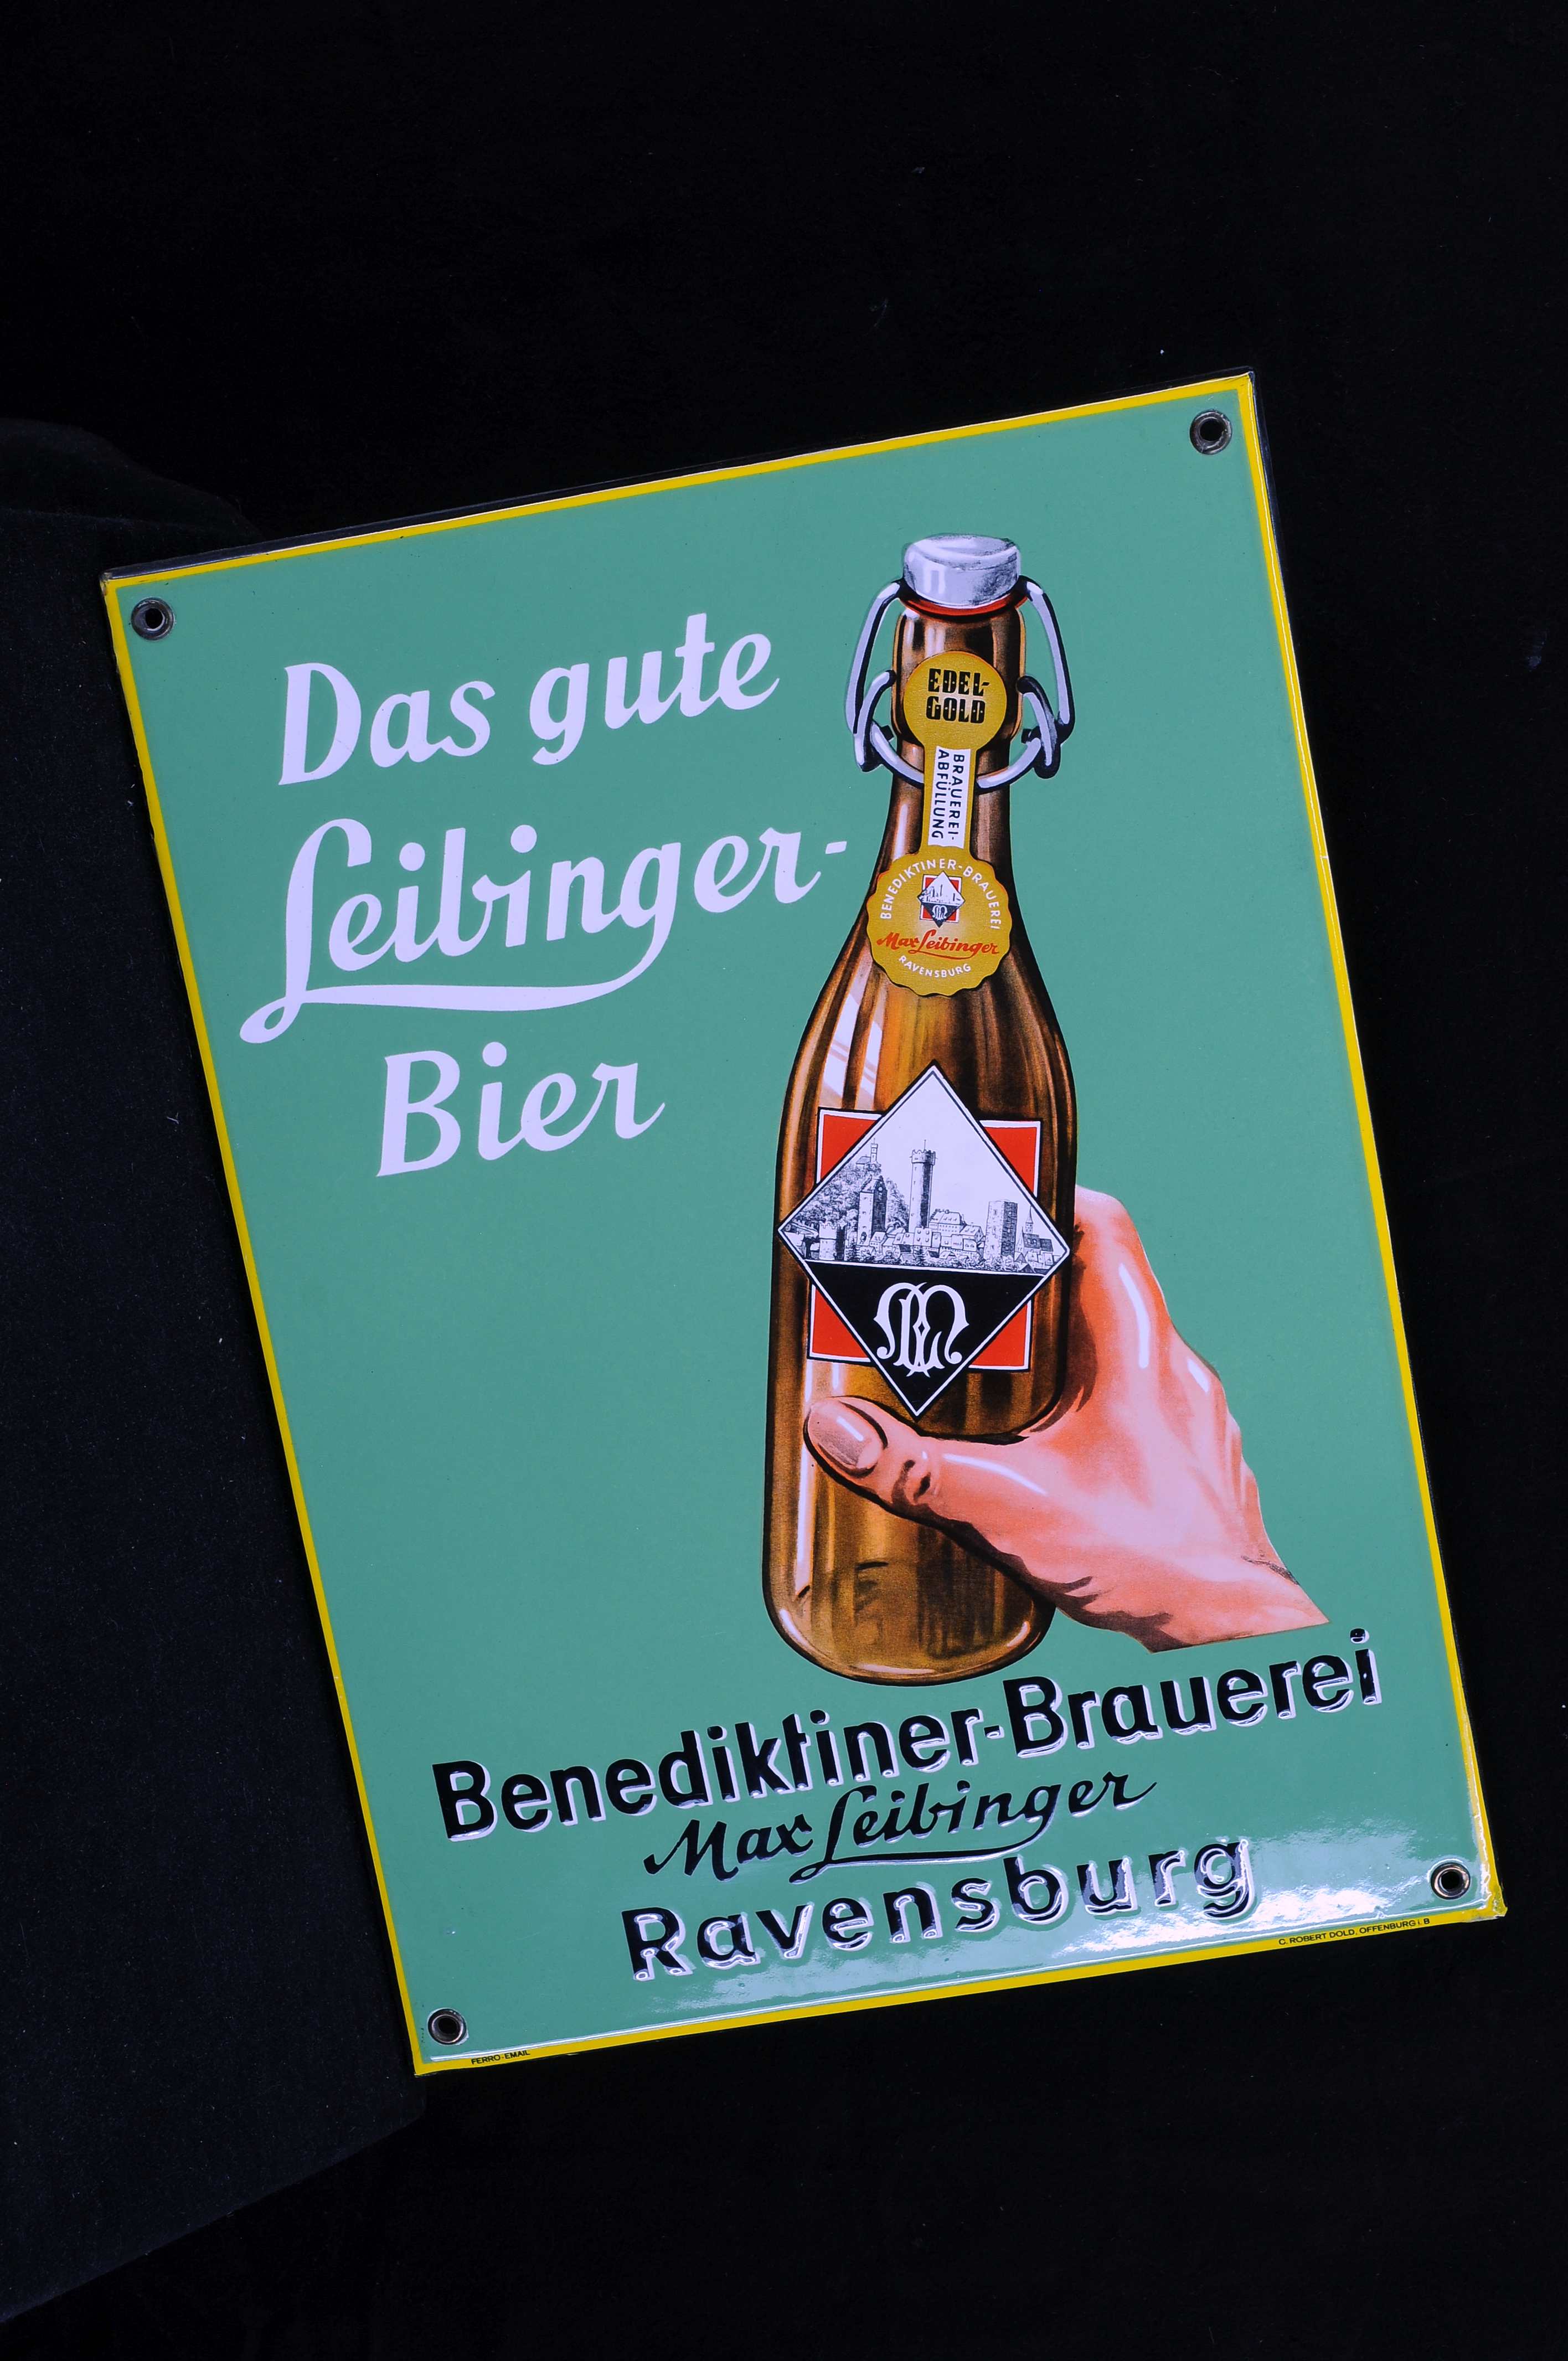 Das gute
Leibinger-
Bier
EDEL-
GOLD
BRAUEREI-
ABFÜLLUNG
BENEDIKTINER-BRAUEREI
Max Leibinger
RAVENSBURG
Benediktiner-Brauerei
Max Leibinger
Ravensburg
FERRO-EMAIL
C. ROBERT DOLD, OFFENBURG i. B